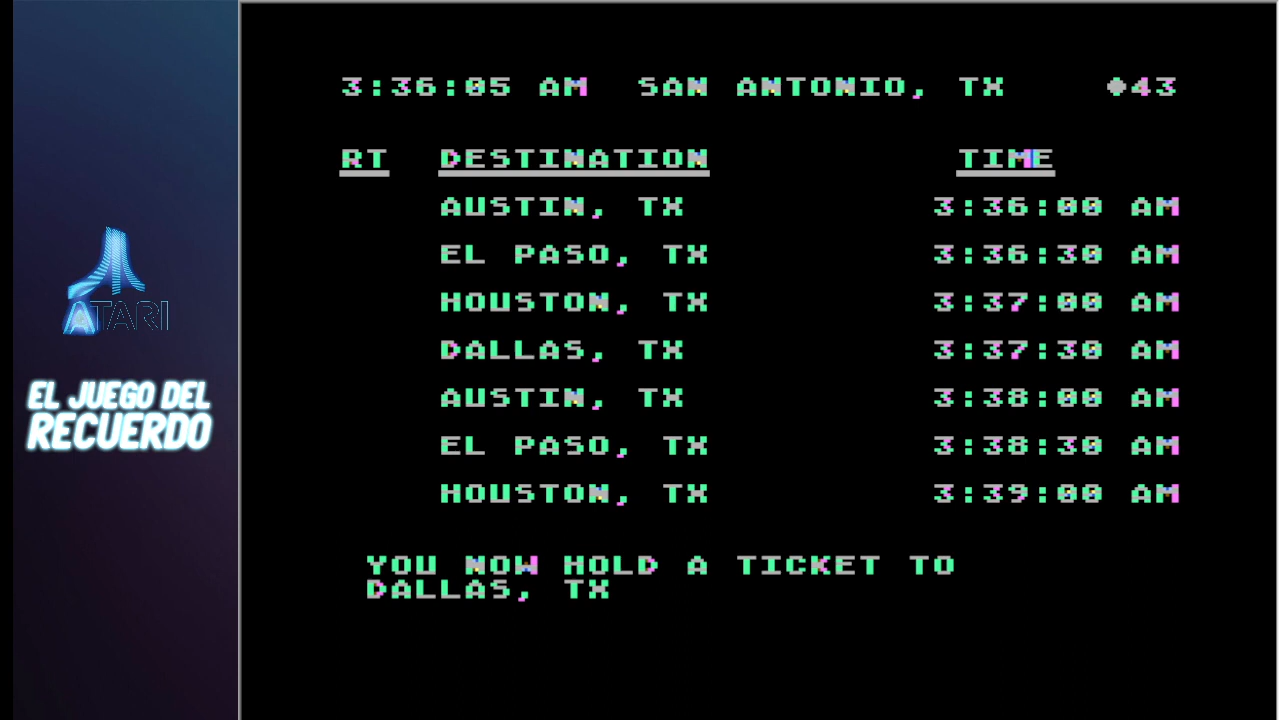 3:36:05 AM SAN ANTONIO, TX ♦43
RT DESTINATION TIME
AUSTIN, TX 3:36:00 AM
EL PASO, TX 3:36:30 AM
HOUSTON, TX 3:37:00 AM
DALLAS, TX 3:37:30 AM
AUSTIN, TX 3:38:00 AM
EL PASO, TX 3:38:30 AM
HOUSTON, TX 3:39:00 AM
YOU NOW HOLD A TICKET TO
DALLAS, TX
ATARI
EL JUEGO DEL
RECUERDO